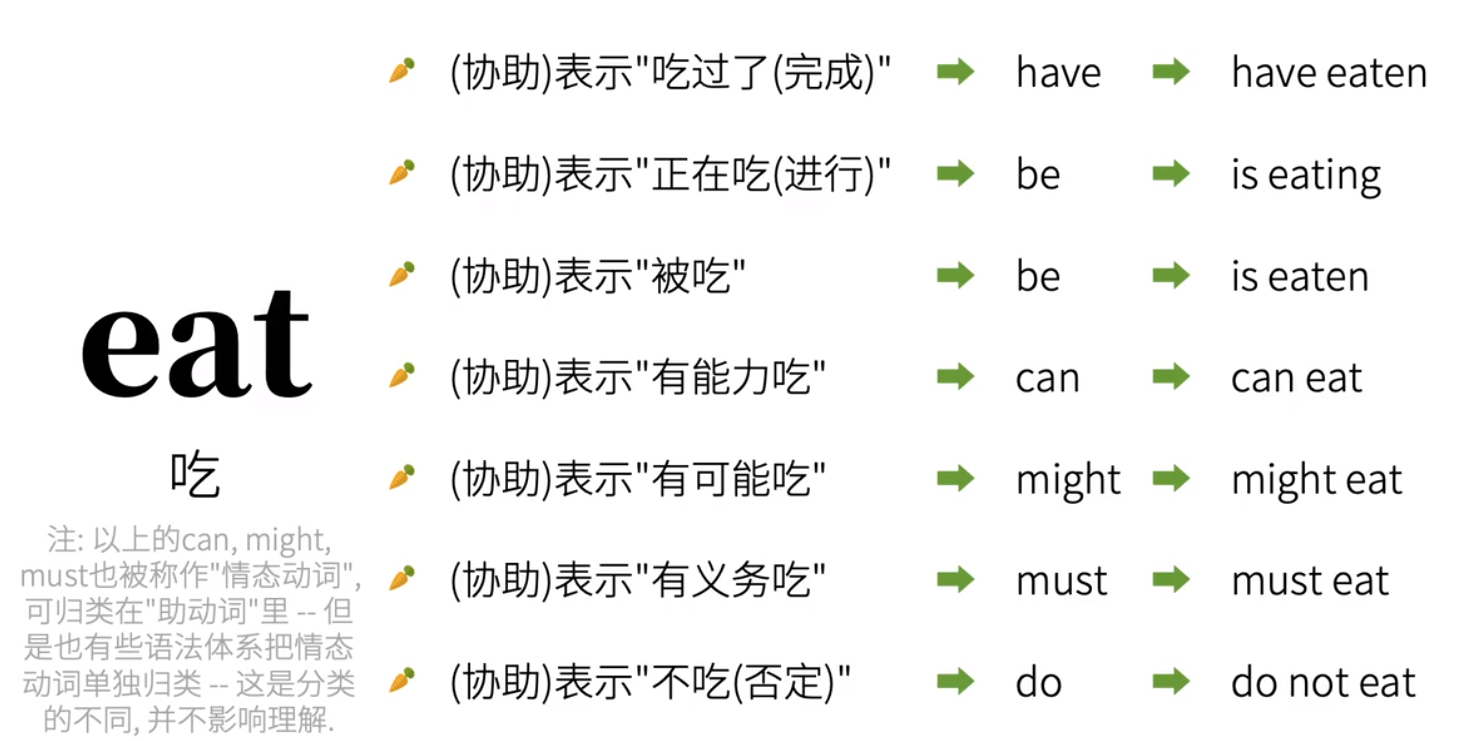 (协助)表示"吃过了(完成)" have have eaten
(协助)表示"正在吃(进行)" be is eating
(协助)表示"被吃" be is eaten
(协助)表示"有能力吃" can can eat
(协助)表示"有可能吃" might might eat
(协助)表示"有义务吃" must must eat
(协助)表示"不吃(否定)" do do not eat
eat
吃
注: 以上的can, might,
must也被称作"情态动词",
可归类在"助动词"里 -- 但
是也有些语法体系把情态
动词单独归类 -- 这是分类
的不同, 并不影响理解.